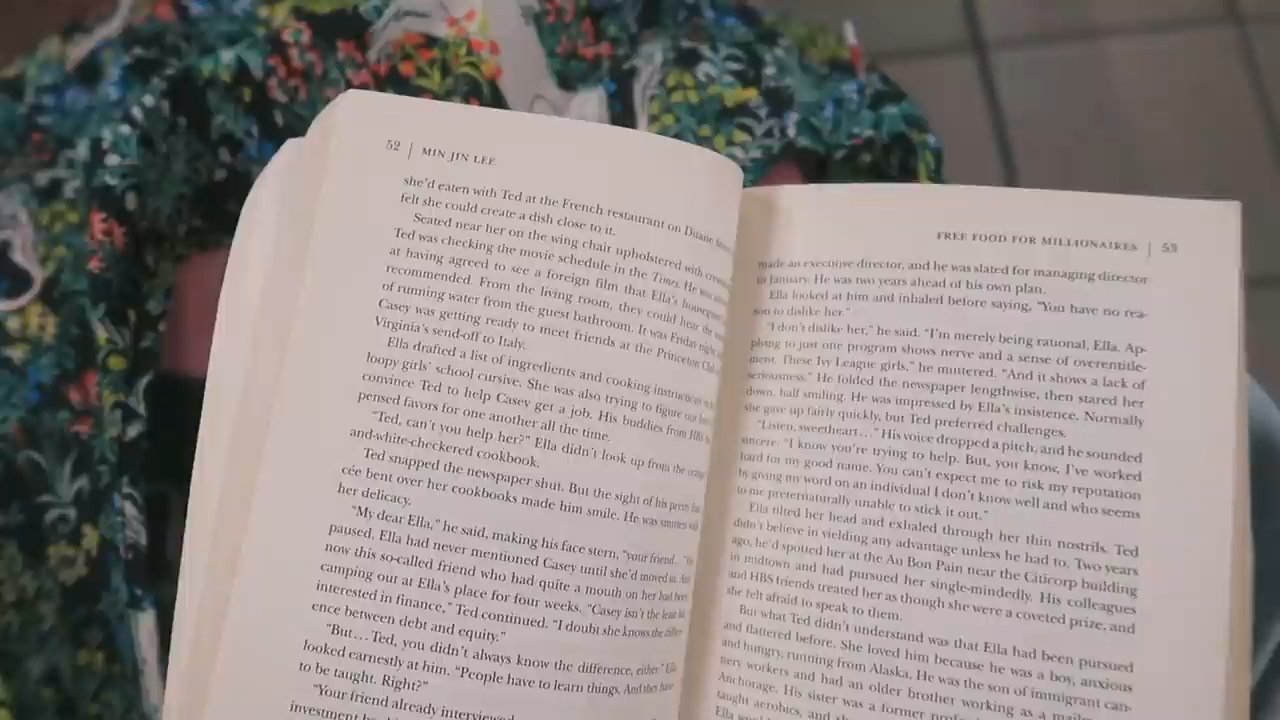 52 | MIN JIN LEE
she'd eaten with Ted at the French restaurant on Duane
felt she could create a dish close to it.
Seated near her on the wing chair upholstered with
Ted was checking the movie schedule in the Times. He was
at having agreed to see a foreign film that Ella's
recommended. From the living room, they could hear the
of running water from the guest bathroom. It was Friday night,
Casey was getting ready to meet friends at the Princeton
Virginia's send-off to Italy.
Ella drafted a list of ingredients and cooking
loopy girls' school cursive. She was also trying to figure out
convince Ted to help Casey get a job. His buddies from HBS
pensed favors for one another all the time.
"Ted, can't you help her?" Ella didn't look up from the
and-white-checkered cookbook.
Ted snapped the newspaper shut. But the sight of his pretty
cée bent over her cookbooks made him smile. He was smitten
her delicacy.
"My dear Ella," he said, making his face stern, "your friend.
paused. Ella had never mentioned Casey until she'd moved in.
now this so-called friend who had quite a mouth on her had been
camping out at Ella's place for four weeks. "Casey isn't the least
interested in finance," Ted continued. "I doubt she knows the
ence between debt and equity."
"But... Ted, you didn't always know the difference, either." Ella
looked earnestly at him. "People have to learn things. And they have
to be taught. Right?"
"Your friend already interviewed
FREE FOOD FOR MILLIONAIRES | 53
made an executive director, and he was slated for managing director
in January. He was two years ahead of his own plan.
Ella looked at him and inhaled before saying, "You have no rea-
son to dislike her."
"I don't dislike her," he said. "I'm merely being rational, Ella. Ap-
plying to just one program shows nerve and a sense of overentitle-
ment. These Ivy League girls," he muttered. "And it shows a lack of
seriousness." He folded the newspaper lengthwise, then stared her
down, half smiling. He was impressed by Ella's insistence. Normally
she gave up fairly quickly, but Ted preferred challenges.
"Listen, sweetheart..." His voice dropped a pitch, and he sounded
sincere. "I know you're trying to help. But, you know, I've worked
hard for my good name. You can't expect me to risk my reputation
by giving my word on an individual I don't know well and who seems
to me preternaturally unable to stick it out."
Ella tilted her head and exhaled through her thin nostrils. Ted
didn't believe in yielding any advantage unless he had to. Two years
ago, he'd spotted her at the Au Bon Pain near the Citicorp building
in midtown and had pursued her single-mindedly. His colleagues
and HBS friends treated her as though she were a coveted prize, and
she felt afraid to speak to them.
But what Ted didn't understand was that Ella had been pursued
and flattered before. She loved him because he was a boy, anxious
and hungry, running from Alaska. He was the son of immigrant can-
nery workers and had an older brother working as a
Anchorage. His sister was a former
taught aerobics, and
Ella